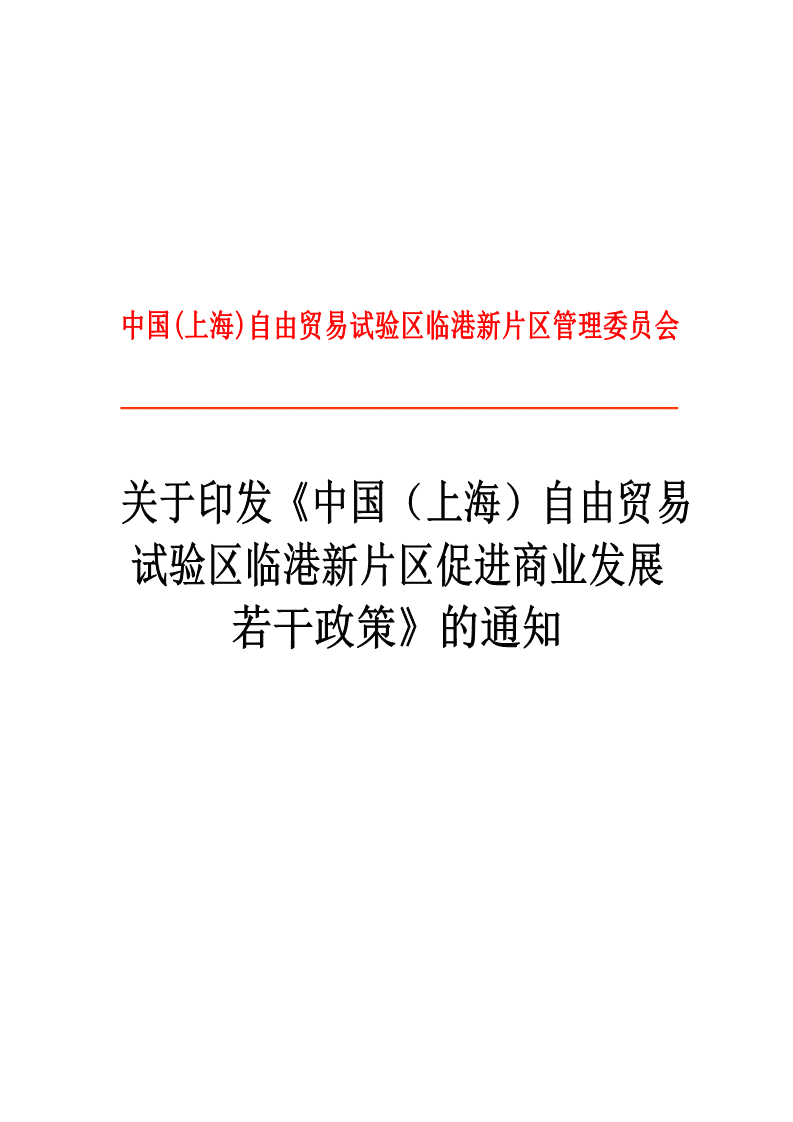 中国(上海)自由贸易试验区临港新片区管理委员会
关于印发《中国（上海）自由贸易
试验区临港新片区促进商业发展
若干政策》的通知